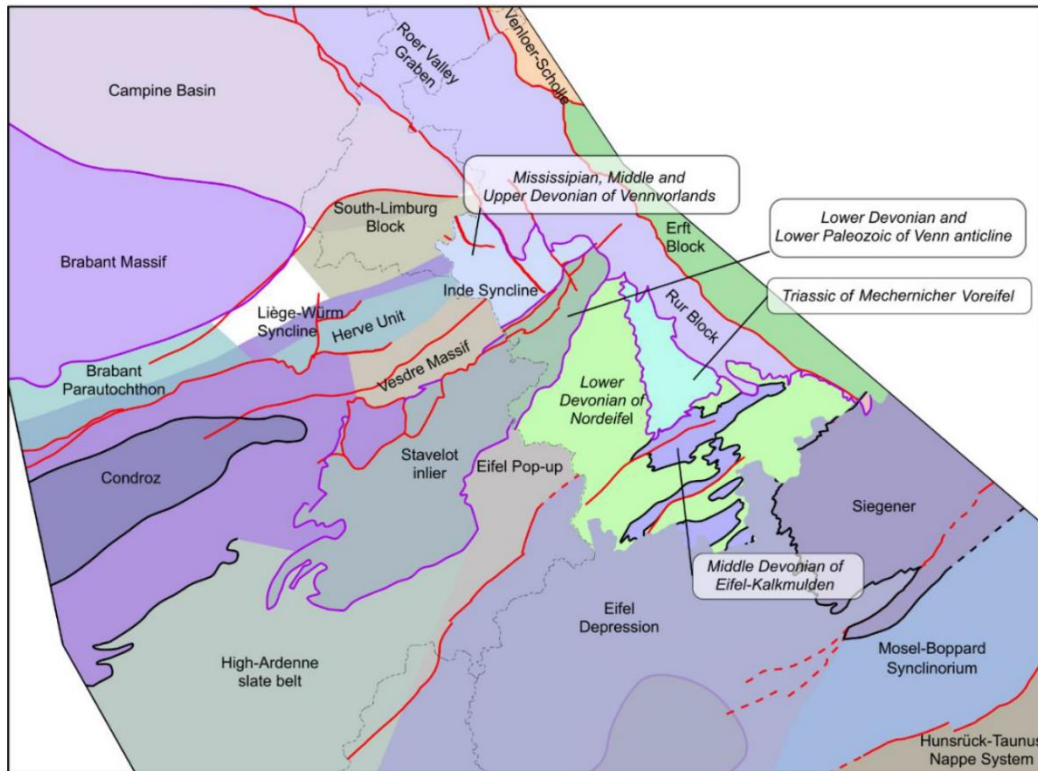 Roer Valley
Graben
Venloer-Scholle
Campine Basin
Mississipian, Middle and
Upper Devonian of Vennvorlands
South-Limburg
Block
Lower Devonian and
Lower Paleozoic of Venn anticline
Erft
Block
Brabant Massif
Inde Syncline
Triassic of Mechernicher Voreifel
Rur Block
Liège-Würm
Syncline
Herve Unit
Vesdre Massif
Brabant
Parautochthon
Lower
Devonian of
Nordeifel
Stavelot
inlier
Eifel Pop-up
Condroz
Siegener
Middle Devonian of
Eifel-Kalkmulden
Eifel
Depression
High-Ardenne
slate belt
Mosel-Boppard
Synclinorium
Hunsrück-Taunus
Nappe System